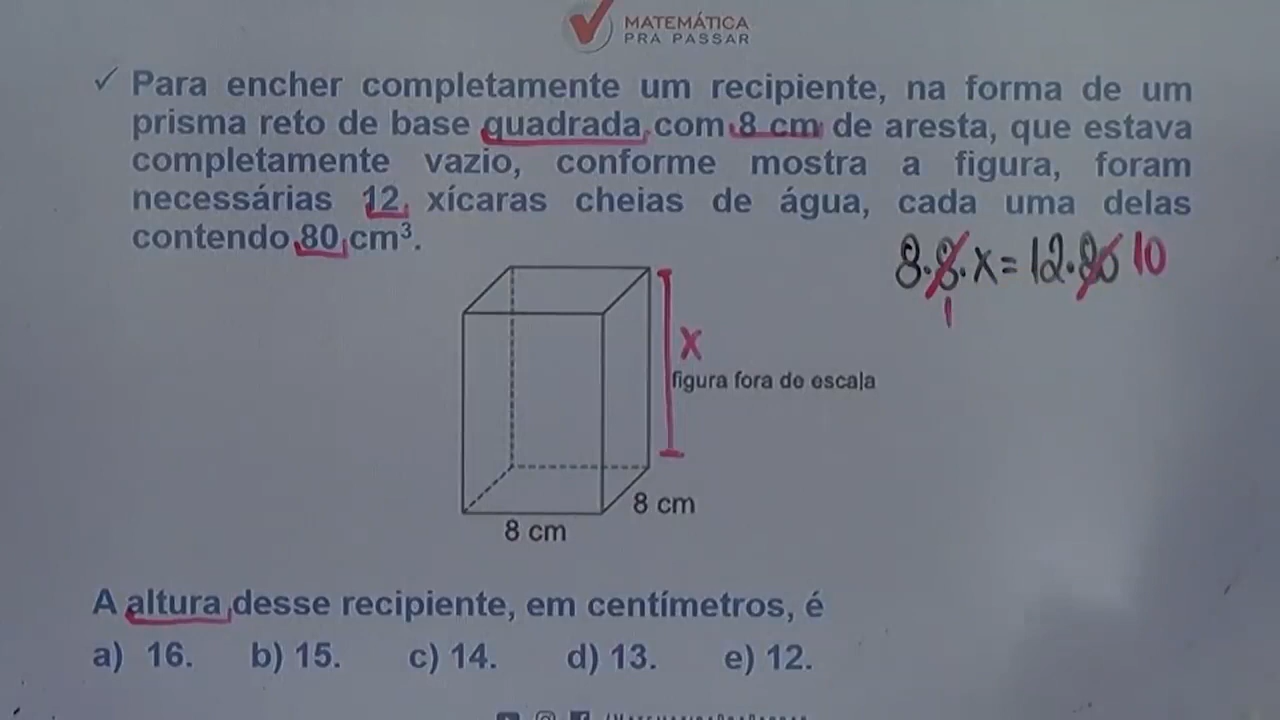 MATEMÁTICA
PRA PASSAR
✓ Para encher completamente um recipiente, na forma de um
prisma reto de base quadrada com 8 cm de aresta, que estava
completamente vazio, conforme mostra a figura, foram
necessárias 12 xícaras cheias de água, cada uma delas
contendo 80 cm³.
8.8.x=12.80 10
1
x
figura fora de escala
8 cm
8 cm
A altura desse recipiente, em centímetros, é
a) 16. b) 15. c) 14. d) 13. e) 12.